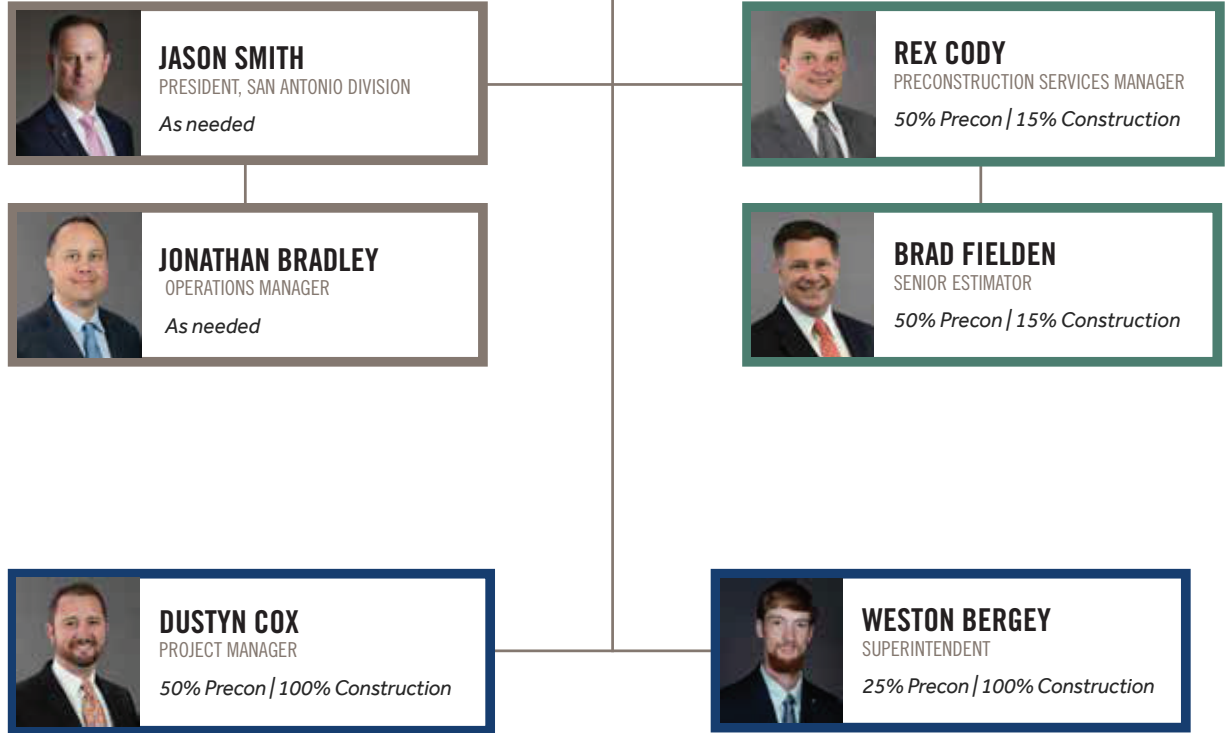 JASON SMITH
PRESIDENT, SAN ANTONIO DIVISION
As needed
REX CODY
PRECONSTRUCTION SERVICES MANAGER
50% Precon | 15% Construction
JONATHAN BRADLEY
OPERATIONS MANAGER
As needed
BRAD FIELDEN
SENIOR ESTIMATOR
50% Precon | 15% Construction
DUSTYN COX
PROJECT MANAGER
50% Precon | 100% Construction
WESTON BERGEY
SUPERINTENDENT
25% Precon | 100% Construction